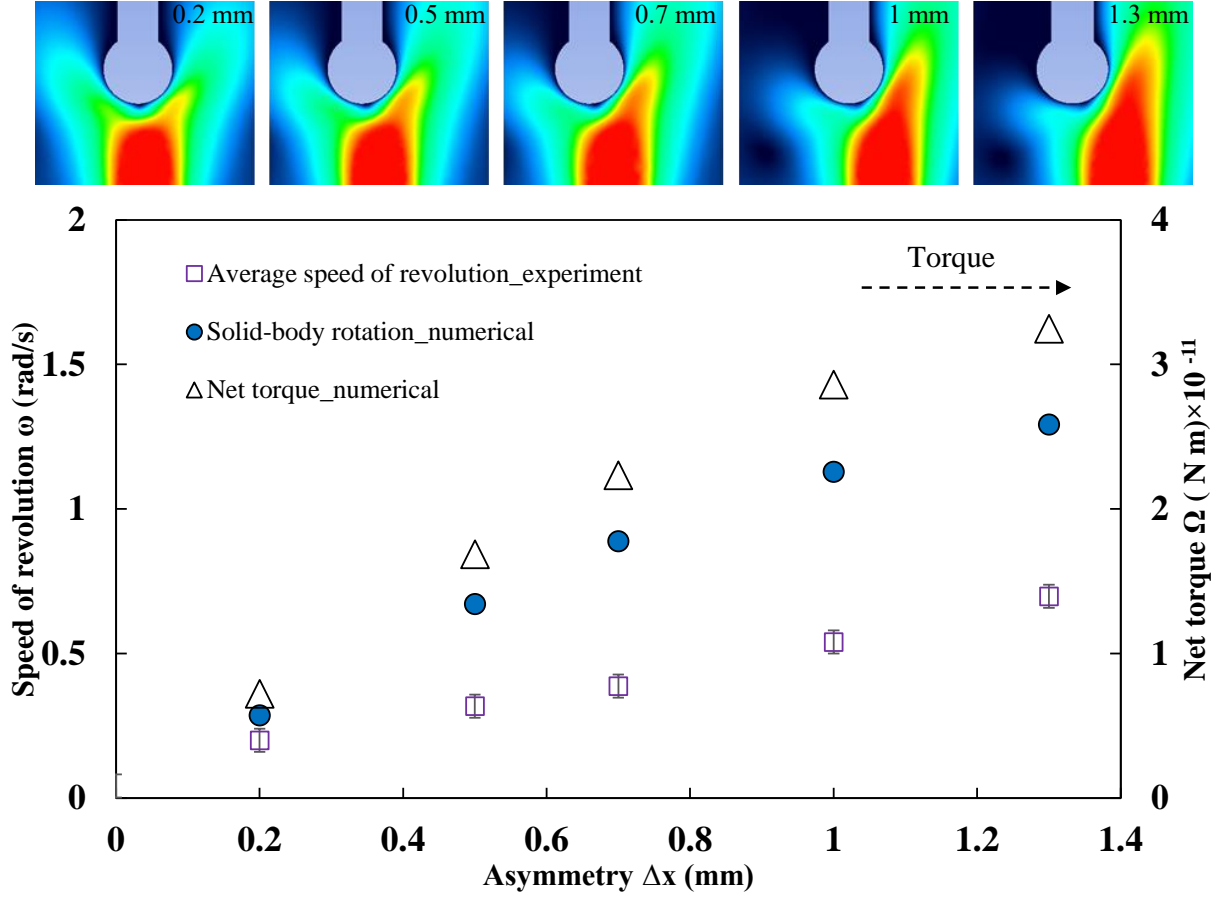 0.2 mm
0.5 mm
0.7 mm
1 mm
1.3 mm
2
1.5
1
0.5
0
Speed of revolution ω (rad/s)
Average speed of revolution_experiment
Solid-body rotation_numerical
Net torque_numerical
Torque
4
3
2
1
0
Net torque Ω ( N m)×10⁻¹¹
0
0.2
0.4
0.6
0.8
1
1.2
1.4
Asymmetry Δx (mm)